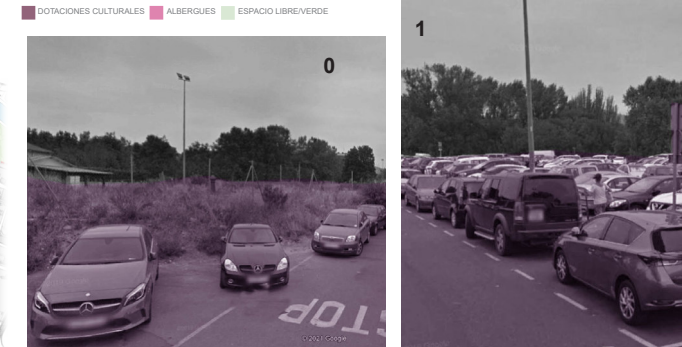 DOTACIONES CULTURALES ALBERGUES ESPACIO LIBRE/VERDE
0
1
STOP
© 2021 Google